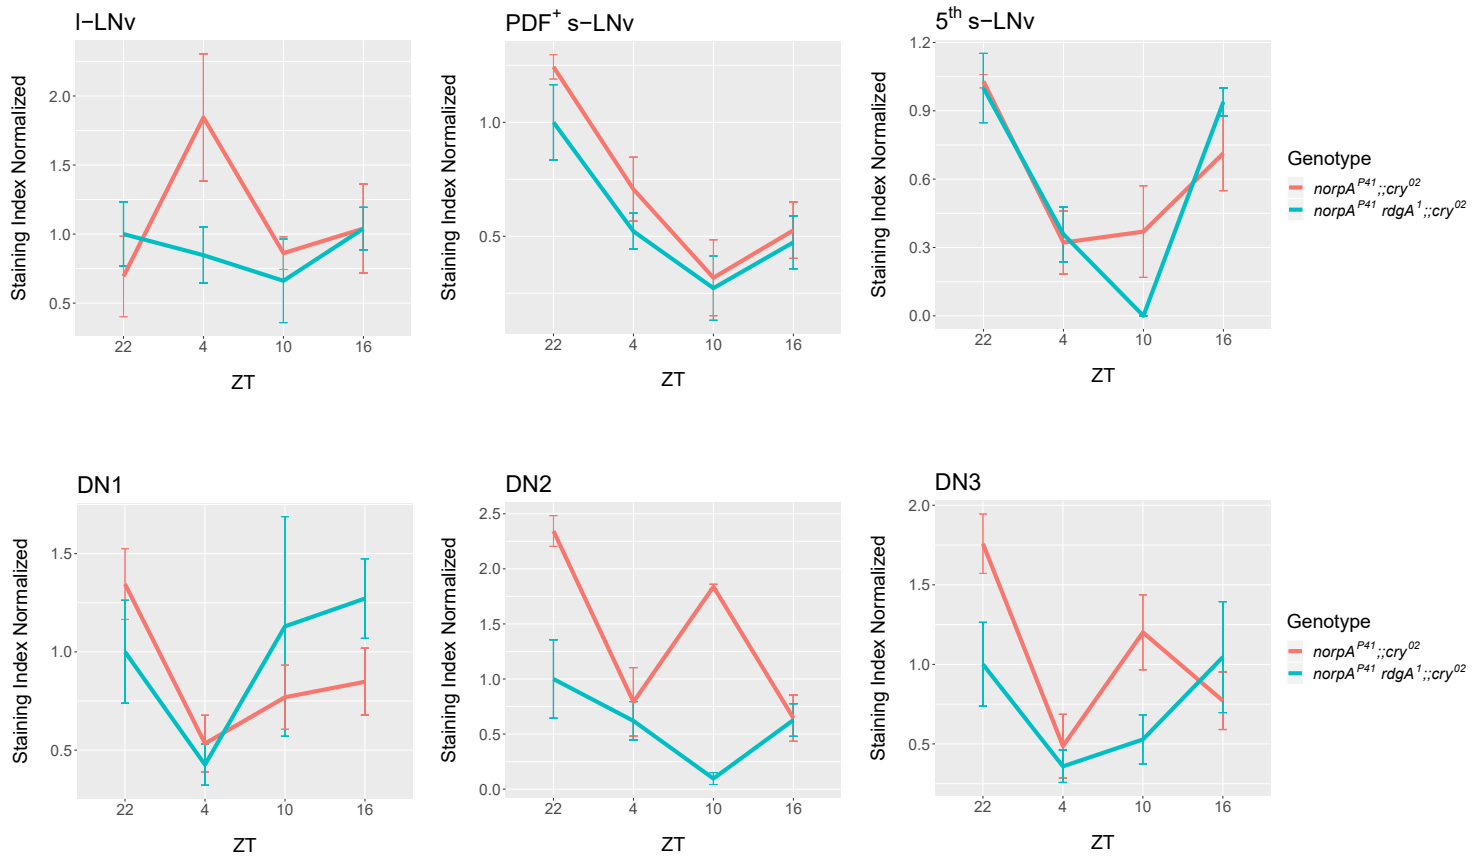 l−LNv
Staining Index Normalized
2.0
1.5
1.0
0.5
22 4 10 16
ZT
PDF+ s−LNv
Staining Index Normalized
1.0
0.5
22 4 10 16
ZT
5th s−LNv
Staining Index Normalized
1.2
0.9
0.6
0.3
0.0
22 4 10 16
ZT
Genotype
norpAP41;;cry02
norpAP41 rdgA1;;cry02
DN1
Staining Index Normalized
1.5
1.0
0.5
22 4 10 16
ZT
DN2
Staining Index Normalized
2.5
2.0
1.5
1.0
0.5
0.0
22 4 10 16
ZT
DN3
Staining Index Normalized
2.0
1.5
1.0
0.5
22 4 10 16
ZT
Genotype
norpAP41;;cry02
norpAP41 rdgA1;;cry02